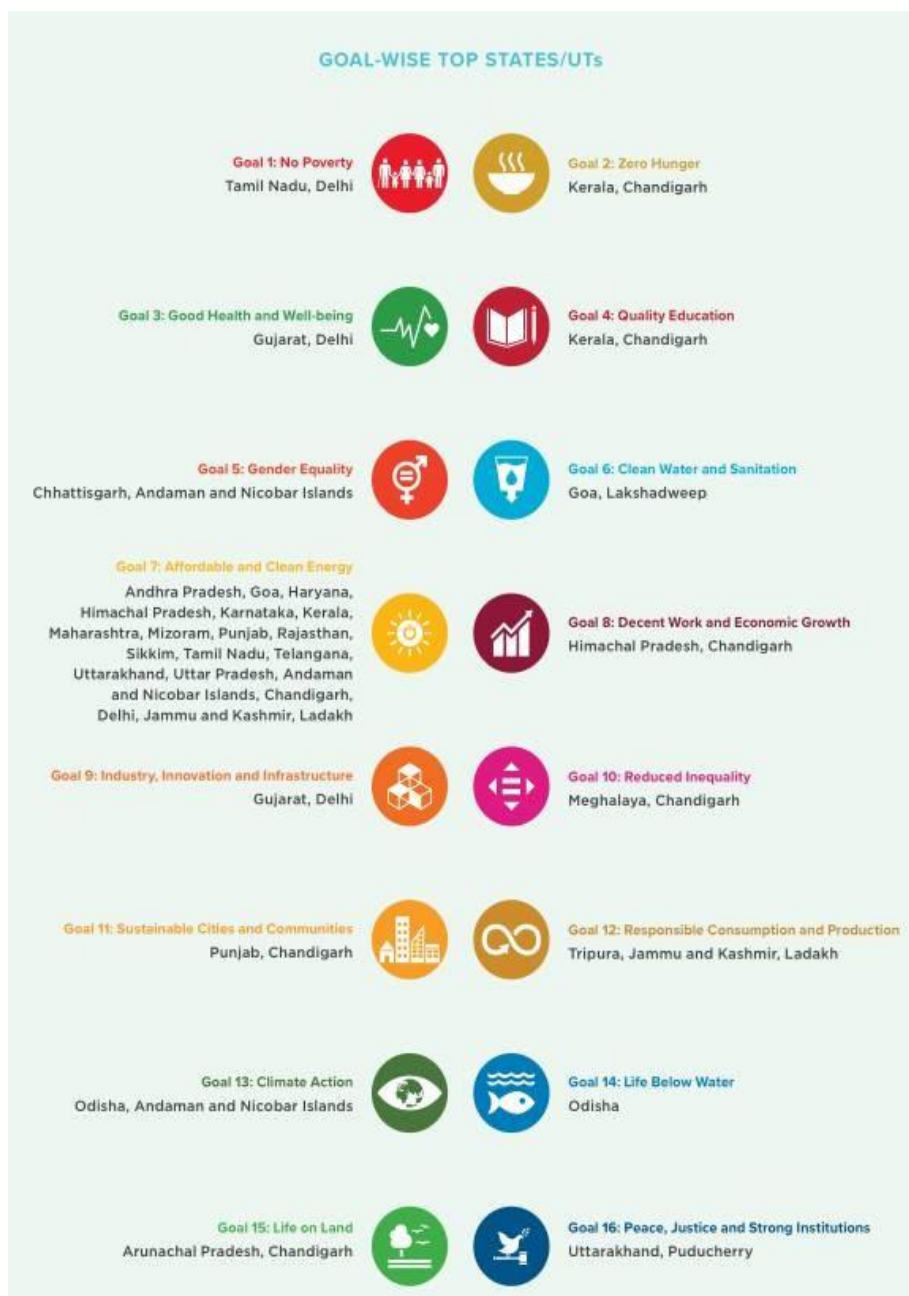 GOAL-WISE TOP STATES/UTs
Goal 1: No Poverty
Tamil Nadu, Delhi
Goal 2: Zero Hunger
Kerala, Chandigarh
Goal 3: Good Health and Well-being
Gujarat, Delhi
Goal 4: Quality Education
Kerala, Chandigarh
Goal 5: Gender Equality
Chhattisgarh, Andaman and Nicobar Islands
Goal 6: Clean Water and Sanitation
Goa, Lakshadweep
Goal 7: Affordable and Clean Energy
Andhra Pradesh, Goa, Haryana,
Himachal Pradesh, Karnataka, Kerala,
Maharashtra, Mizoram, Punjab, Rajasthan,
Sikkim, Tamil Nadu, Telangana,
Uttarakhand, Uttar Pradesh, Andaman
and Nicobar Islands, Chandigarh,
Delhi, Jammu and Kashmir, Ladakh
Goal 8: Decent Work and Economic Growth
Himachal Pradesh, Chandigarh
Goal 9: Industry, Innovation and Infrastructure
Gujarat, Delhi
Goal 10: Reduced Inequality
Meghalaya, Chandigarh
Goal 11: Sustainable Cities and Communities
Punjab, Chandigarh
Goal 12: Responsible Consumption and Production
Tripura, Jammu and Kashmir, Ladakh
Goal 13: Climate Action
Odisha, Andaman and Nicobar Islands
Goal 14: Life Below Water
Odisha
Goal 15: Life on Land
Arunachal Pradesh, Chandigarh
Goal 16: Peace, Justice and Strong Institutions
Uttarakhand, Puducherry